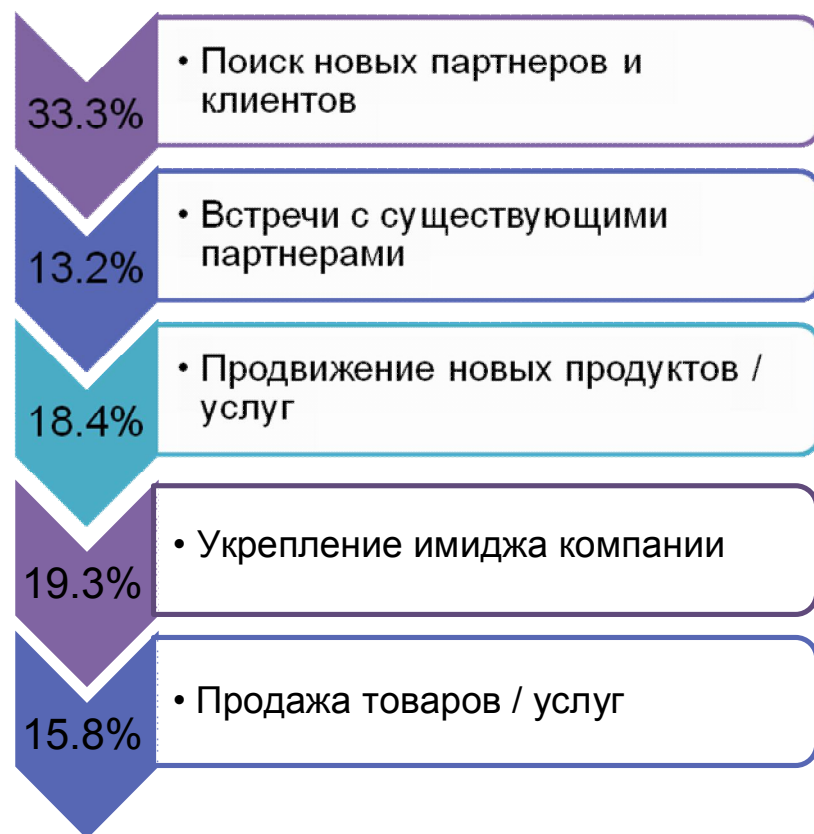 • Поиск новых партнеров и
клиентов
33.3%
• Встречи с существующими
партнерами
13.2%
• Продвижение новых продуктов /
услуг
18.4%
• Укрепление имиджа компании
19.3%
• Продажа товаров / услуг
15.8%